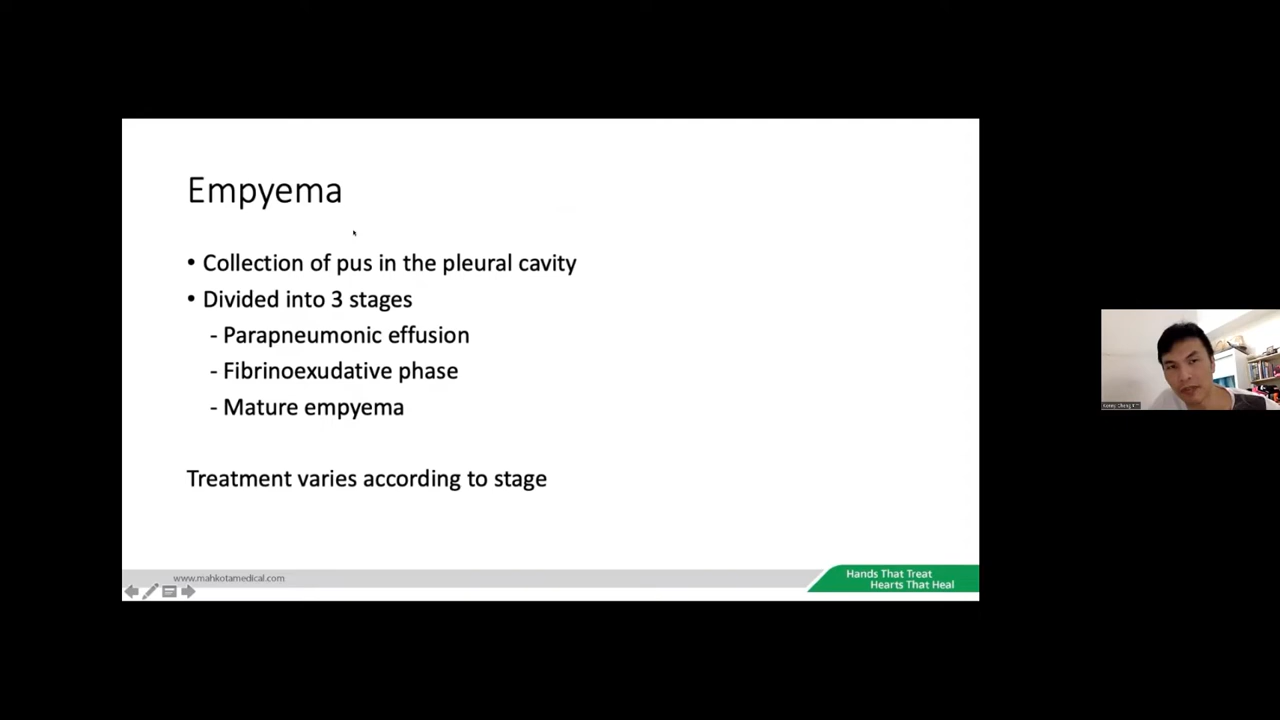 Empyema
• Collection of pus in the pleural cavity
• Divided into 3 stages
- Parapneumonic effusion
- Fibrinoexudative phase
- Mature empyema
Treatment varies according to stage
www.mahkotamedical.com
Hands That Treat
Hearts That Heal